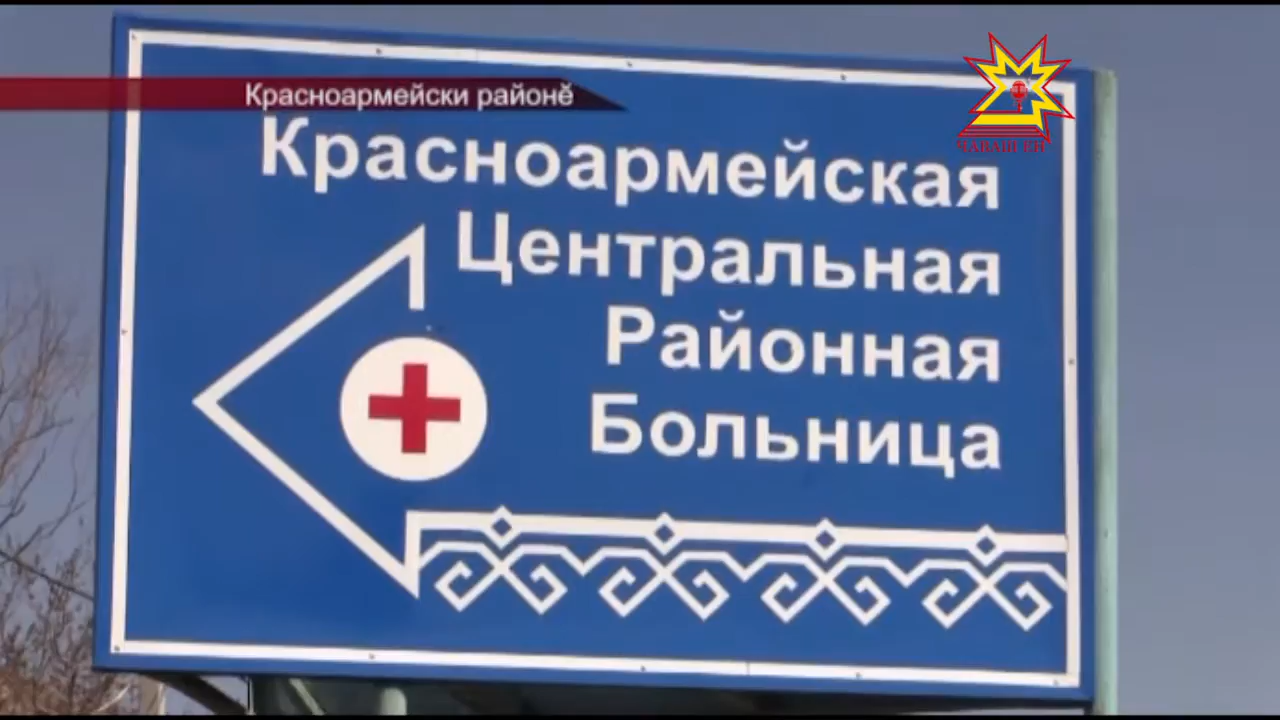 Красноармейски районĕ
Красноармейская
Центральная
Районная
Больница